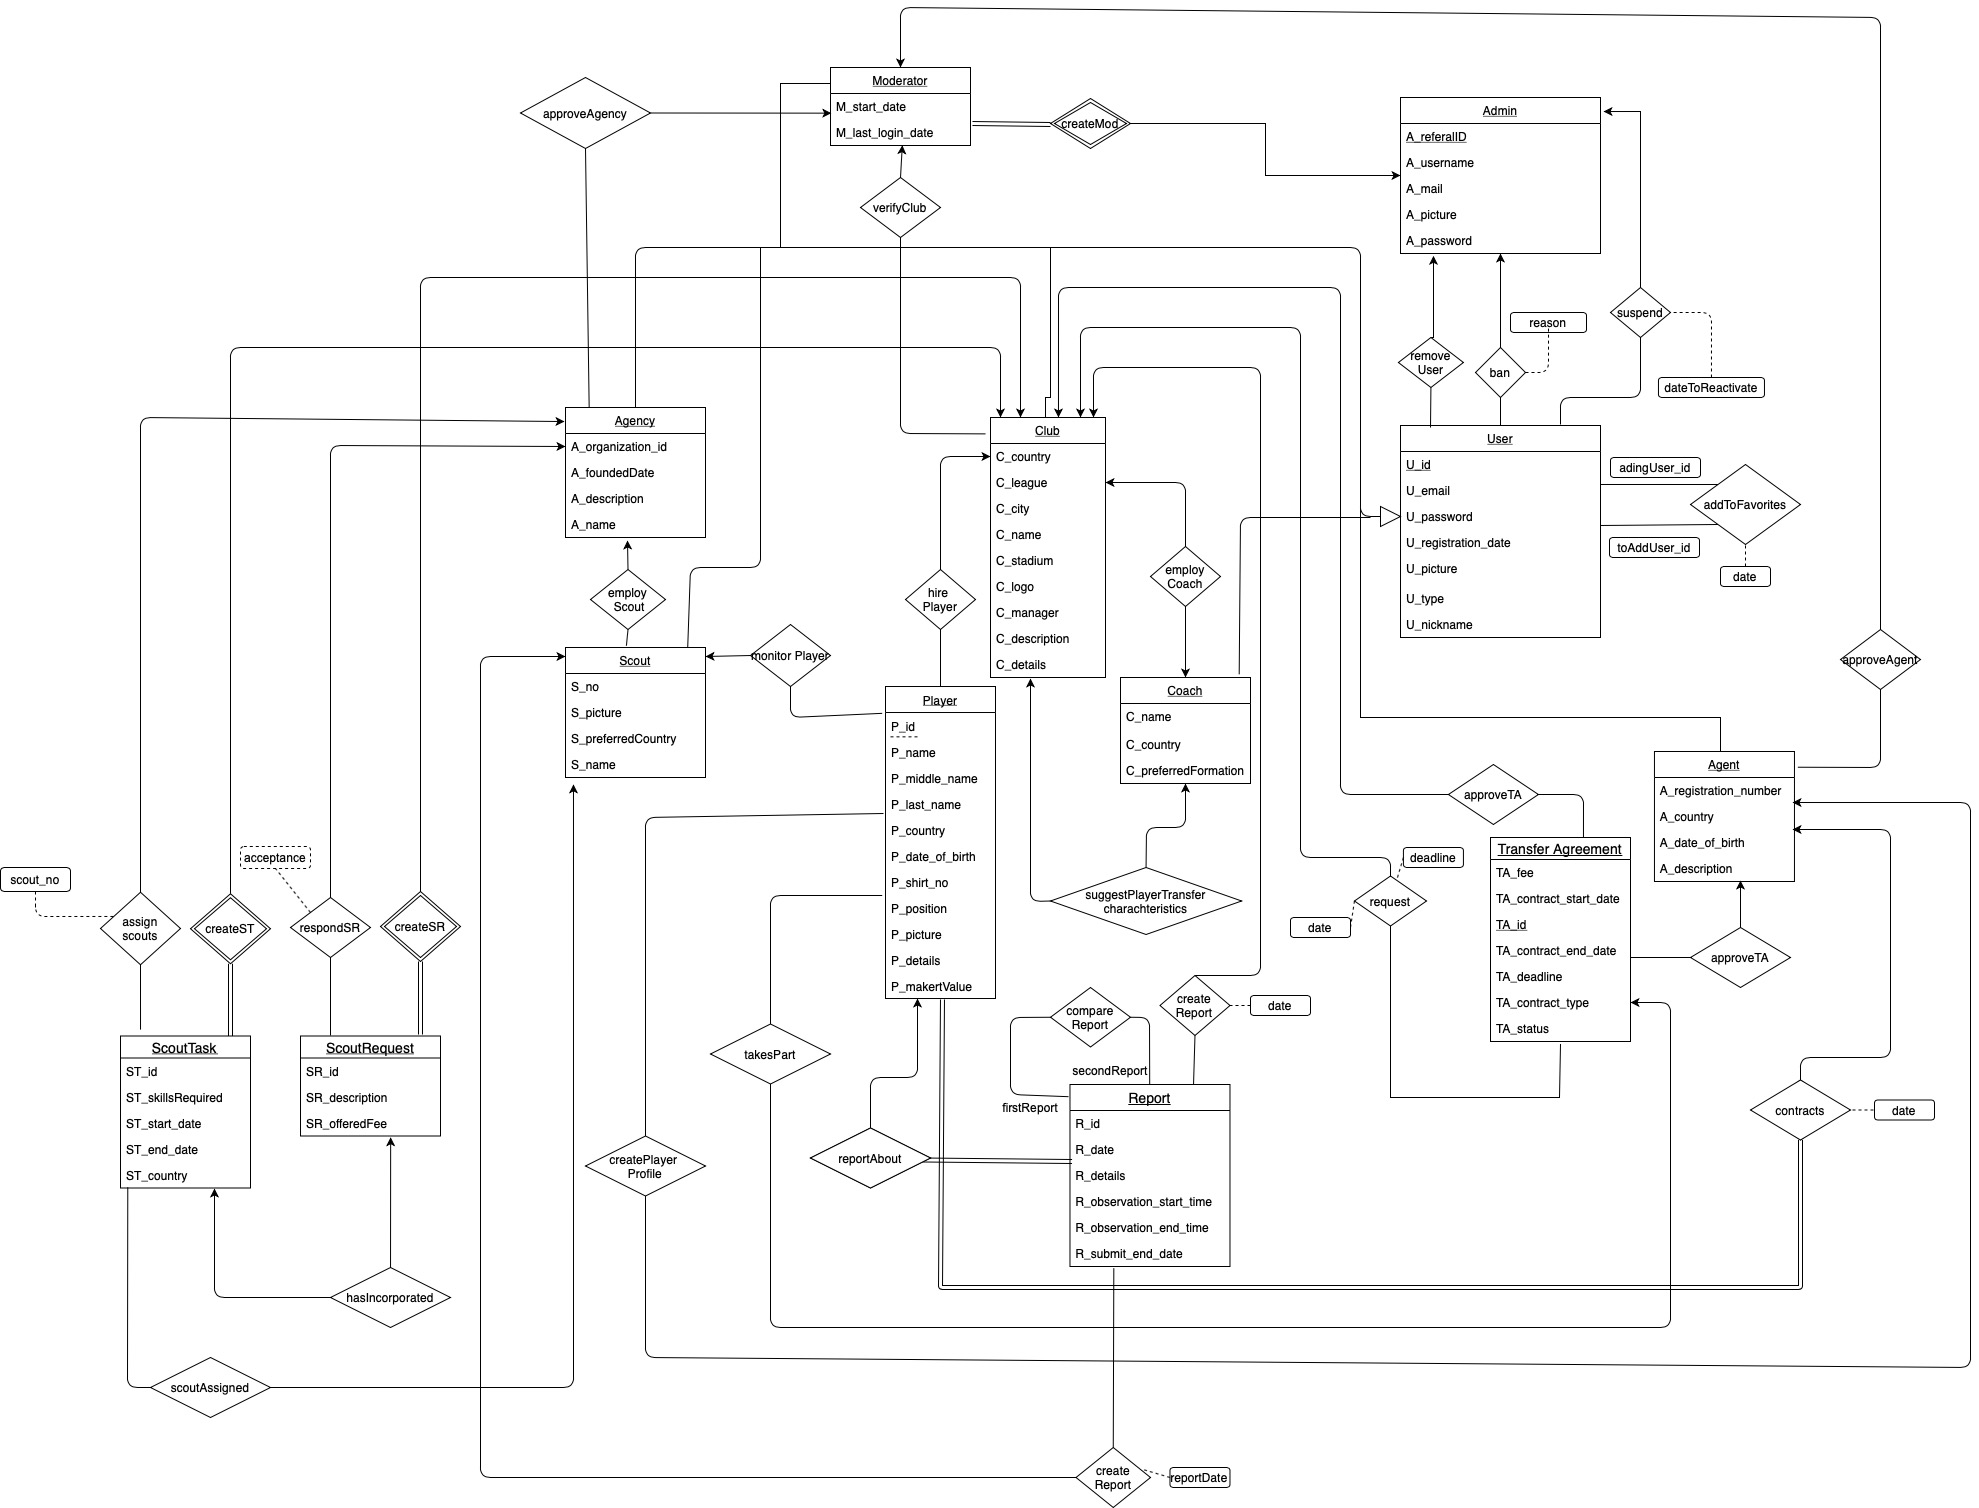 Moderator
M_start_date
M_last_login_date
approveAgency
createMod
verifyClub
Admin
A_referalID
A_username
A_mail
A_picture
A_password
suspend
dateToReactivate
reason
remove
User
ban
Agency
A_organization_id
A_foundedDate
A_description
A_name
Club
C_country
C_league
C_city
C_name
C_stadium
C_logo
C_manager
C_description
C_details
User
U_id
U_email
U_password
U_registration_date
U_picture
U_type
U_nickname
adingUser_id
addToFavorites
toAddUser_id
date
employ
Scout
hire
Player
employ
Coach
approveAgent
monitor Player
Scout
S_no
S_picture
S_preferredCountry
S_name
Player
P_id
P_name
P_middle_name
P_last_name
P_country
P_date_of_birth
P_shirt_no
P_position
P_picture
P_details
P_makertValue
Coach
C_name
C_country
C_preferredFormation
approveTA
Agent
A_registration_number
A_country
A_date_of_birth
A_description
Transfer Agreement
TA_fee
TA_contract_start_date
TA_id
TA_contract_end_date
TA_deadline
TA_contract_type
TA_status
deadline
request
date
approveTA
suggestPlayerTransfer
charachteristics
scout_no
acceptance
assign
scouts
createST
respondSR
createSR
create
Report
date
compare
Report
secondReport
firstReport
takesPart
ScoutTask
ST_id
ST_skillsRequired
ST_start_date
ST_end_date
ST_country
ScoutRequest
SR_id
SR_description
SR_offeredFee
Report
R_id
R_date
R_details
R_observation_start_time
R_observation_end_time
R_submit_end_date
contracts
date
createPlayer
Profile
reportAbout
hasIncorporated
scoutAssigned
create
Report
reportDate